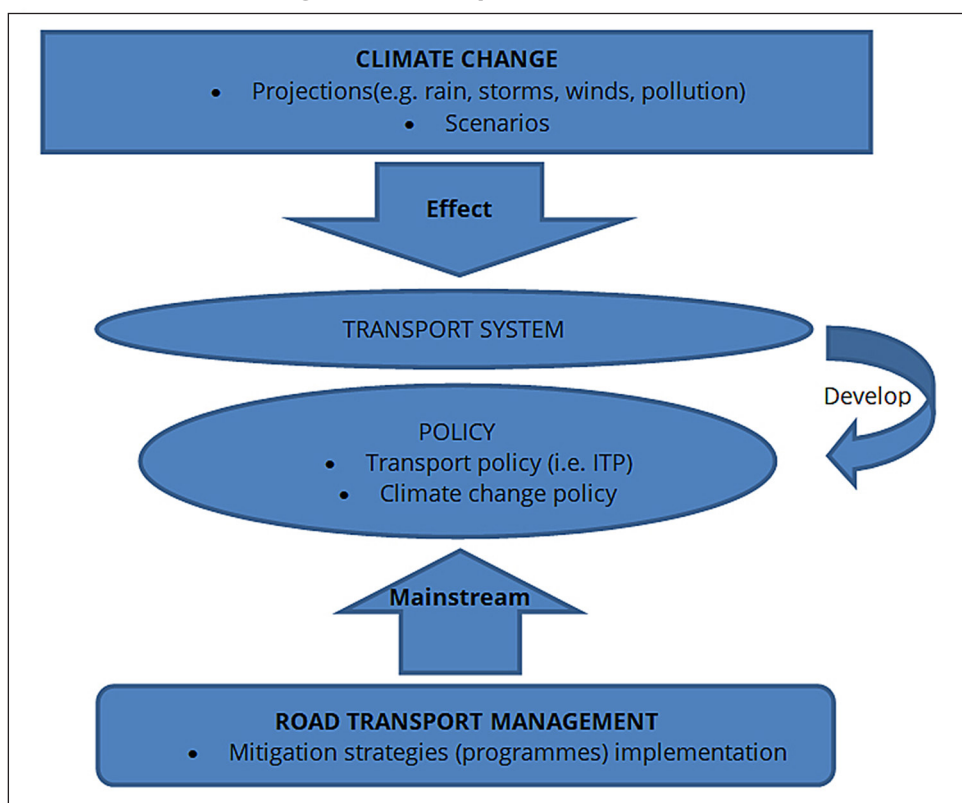 CLIMATE CHANGE
• Projections(e.g. rain, storms, winds, pollution)
• Scenarios
Effect
TRANSPORT SYSTEM
Develop
POLICY
• Transport policy (i.e. ITP)
• Climate change policy
Mainstream
ROAD TRANSPORT MANAGEMENT
• Mitigation strategies (programmes) implementation